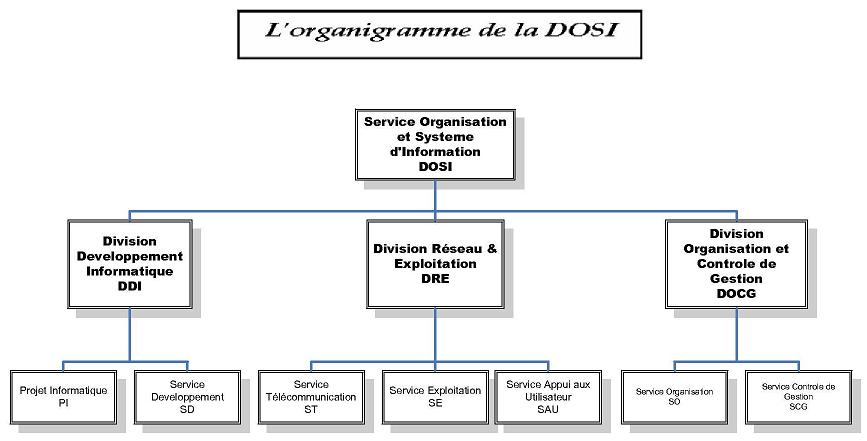 L'organigramme de la DOSI
Service Organisation
et Systeme
d'Information
DOSI
Division
Developpement
Informatique
DDI
Division Réseau &
Exploitation
DRE
Division
Organisation et
Controle de
Gestion
DOCG
Projet Informatique
PI
Service
Developpement
SD
Service
Télécommunication
ST
Service Exploitation
SE
Service Appui aux
Utilisateur
SAU
Service Organisation
SO
Service Controle de
Gestion
SCG